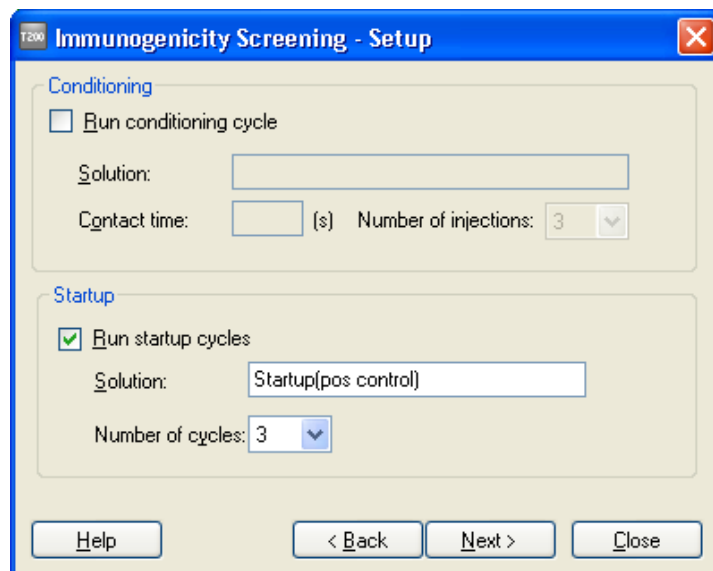 T200 Immunogenicity Screening - Setup
Conditioning
Run conditioning cycle
Solution:
Contact time: (s) Number of injections: 3
Startup
Run startup cycles
Solution: Startup(pos control)
Number of cycles: 3
Help < Back Next > Close